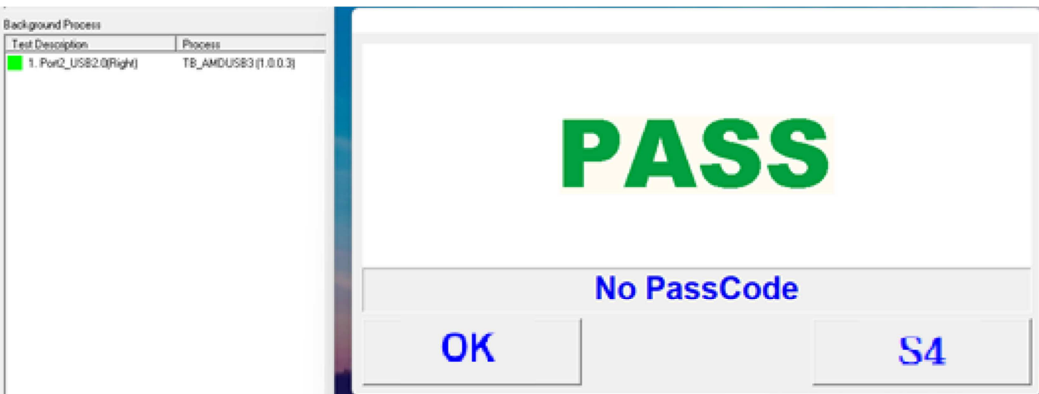 Background Process
Test Description Process
1. Port2_USB2.0(Right) TB_AMDUSB3 (1.0.0.3)
PASS
No PassCode
OK
S4